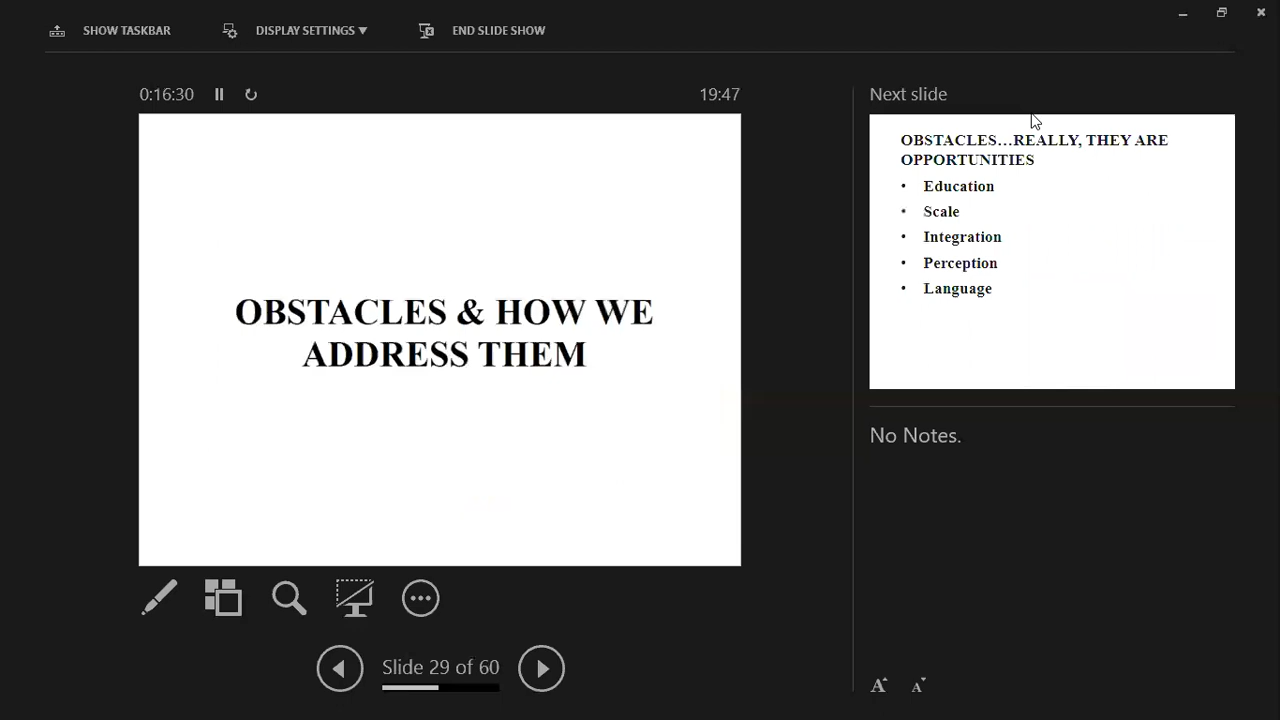 SHOW TASKBAR
DISPLAY SETTINGS ▼
END SLIDE SHOW
0:16:30
19:47
OBSTACLES & HOW WE
ADDRESS THEM
Slide 29 of 60
Next slide
OBSTACLES…REALLY, THEY ARE
OPPORTUNITIES
• Education
• Scale
• Integration
• Perception
• Language
No Notes.
A A